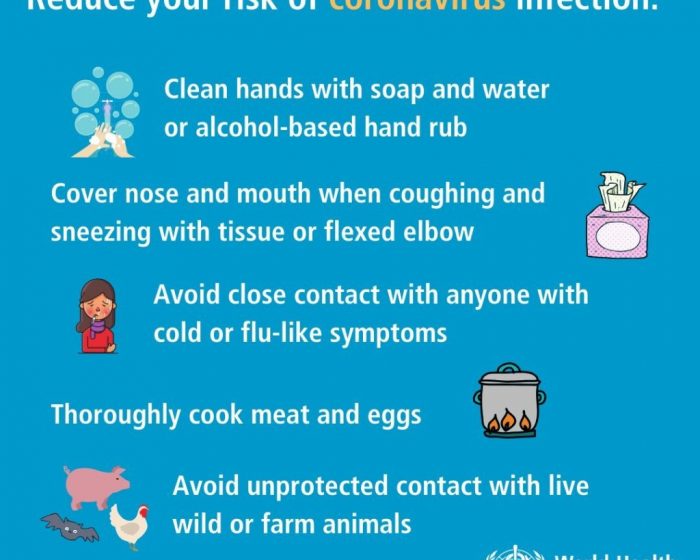 Reduce your risk of coronavirus infection:
Clean hands with soap and water
or alcohol-based hand rub
Cover nose and mouth when coughing and
sneezing with tissue or flexed elbow
Avoid close contact with anyone with
cold or flu-like symptoms
Thoroughly cook meat and eggs
Avoid unprotected contact with live
wild or farm animals
World Health